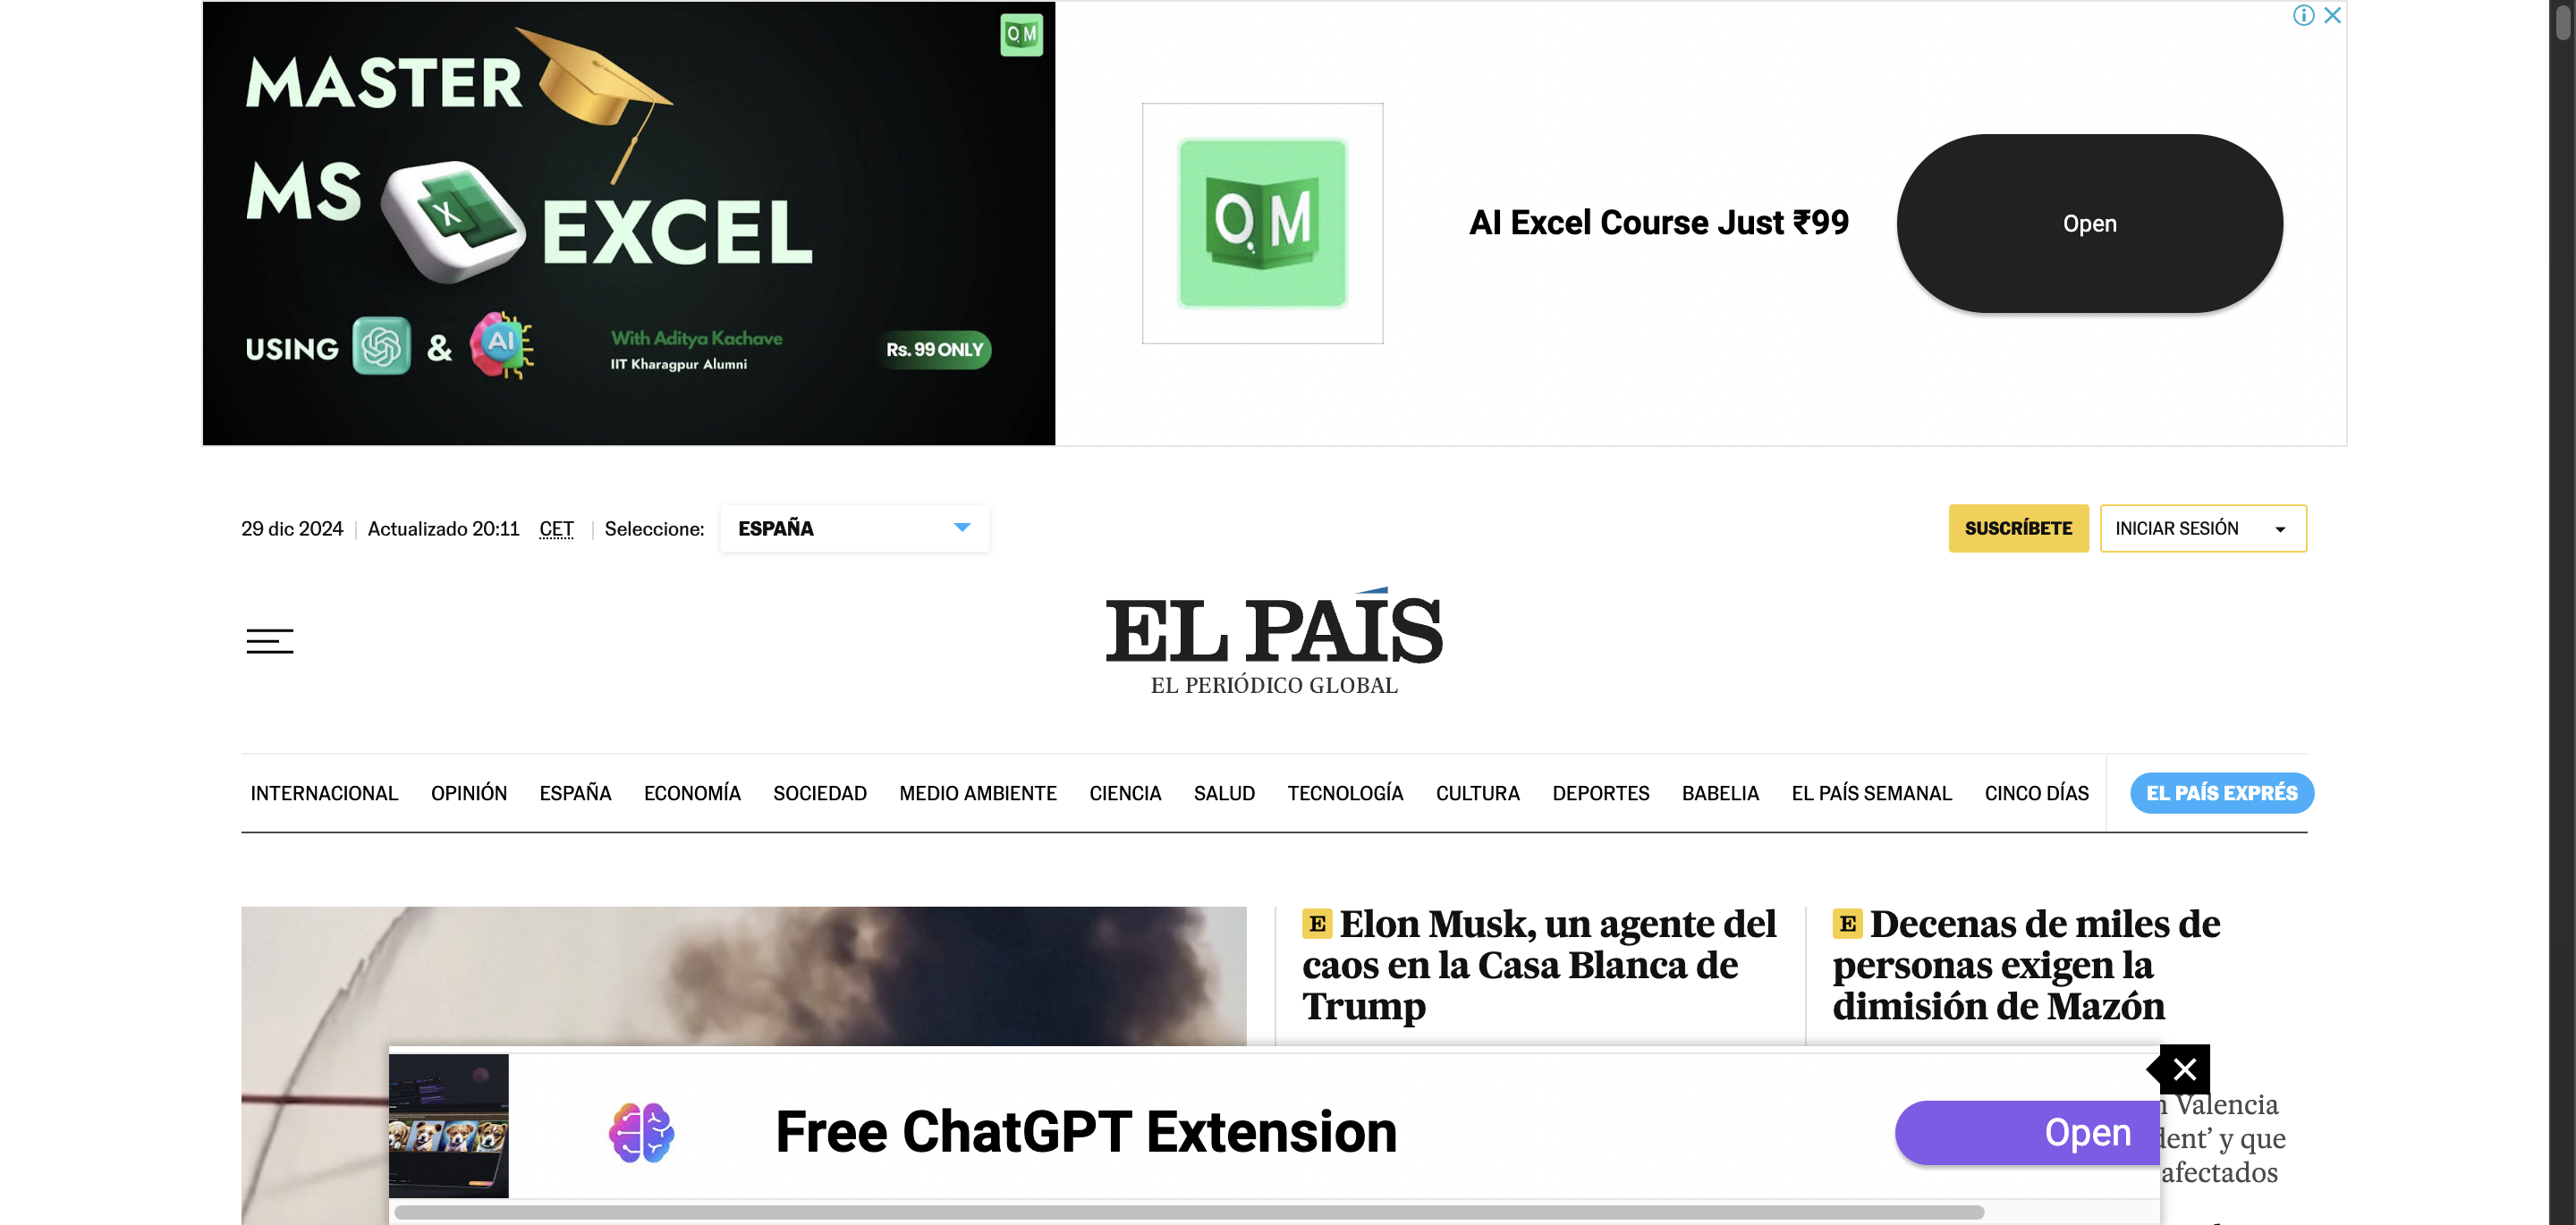 MASTER
MS EXCEL
USING & AI
With Aditya Kachave
IIT Kharagpur Alumni
Rs. 99 ONLY
QM
QM
AI Excel Course Just ₹99
Open
29 dic 2024 | Actualizado 20:11 CET | Seleccione: ESPAÑA
SUSCRÍBETE
INICIAR SESIÓN
EL PAÍS
EL PERIÓDICO GLOBAL
INTERNACIONAL OPINIÓN ESPAÑA ECONOMÍA SOCIEDAD MEDIO AMBIENTE CIENCIA SALUD TECNOLOGÍA CULTURA DEPORTES BABELIA EL PAÍS SEMANAL CINCO DÍAS EL PAÍS EXPRÉS
E Elon Musk, un agente del
caos en la Casa Blanca de
Trump
E Decenas de miles de
personas exigen la
dimisión de Mazón
Valencia
y que
afectados
Free ChatGPT Extension
Open